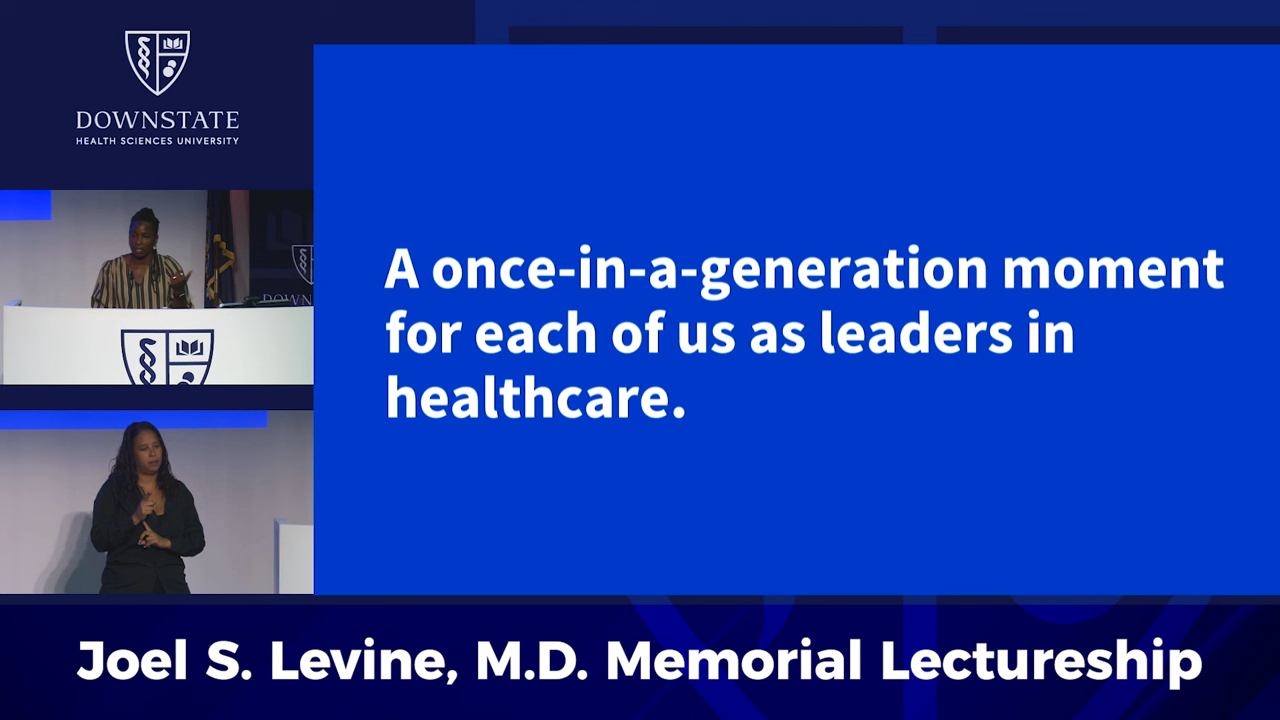 DOWNSTATE
HEALTH SCIENCES UNIVERSITY
DOWN
A once-in-a-generation moment
for each of us as leaders in
healthcare.
Joel S. Levine, M.D. Memorial Lectureship